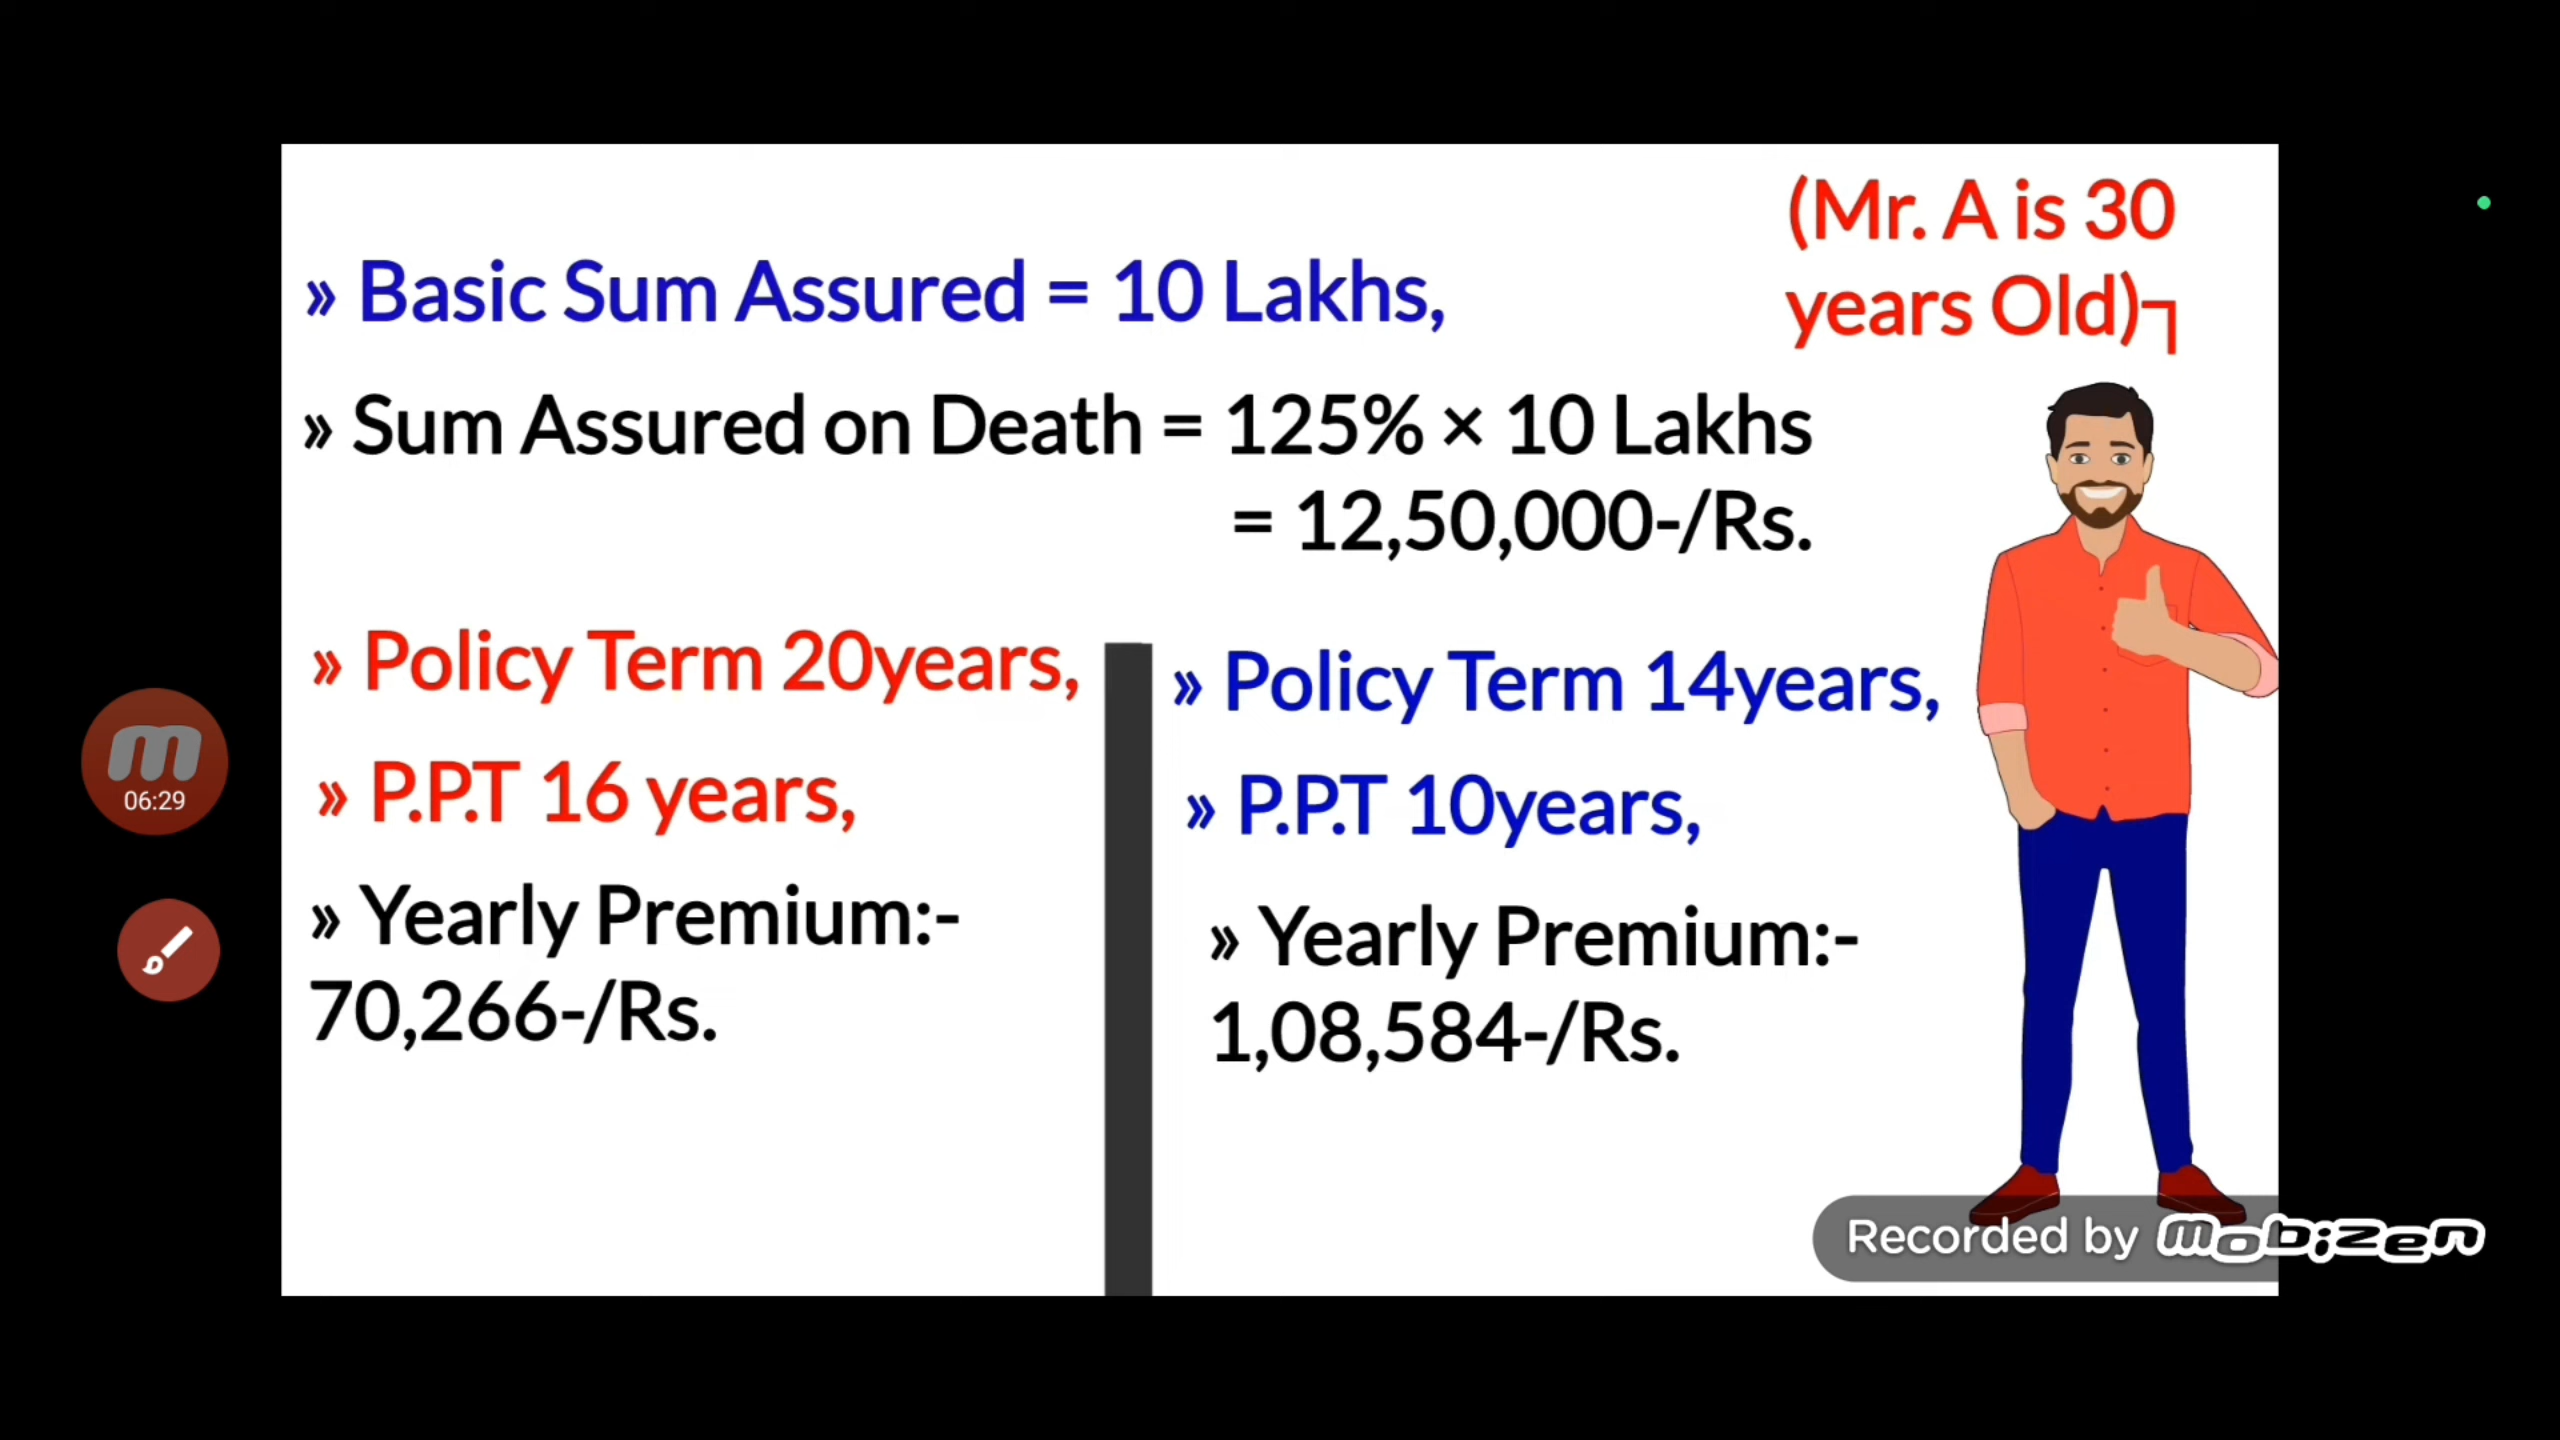 (Mr. A is 30
years Old)┐
» Basic Sum Assured = 10 Lakhs,
» Sum Assured on Death = 125% × 10 Lakhs
= 12,50,000-/Rs.
» Policy Term 20years,
» P.P.T 16 years,
» Yearly Premium:-
70,266-/Rs.
» Policy Term 14years,
» P.P.T 10years,
» Yearly Premium:-
1,08,584-/Rs.
m
06:29
Recorded by mobizen